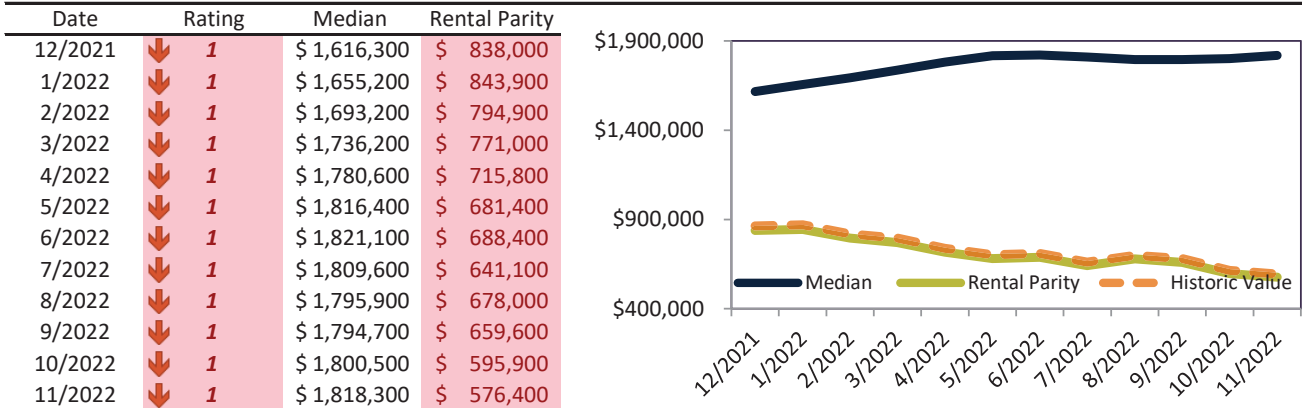 Date Rating Median Rental Parity
12/2021 1 $ 1,616,300 $ 838,000
1/2022 1 $ 1,655,200 $ 843,900
2/2022 1 $ 1,693,200 $ 794,900
3/2022 1 $ 1,736,200 $ 771,000
4/2022 1 $ 1,780,600 $ 715,800
5/2022 1 $ 1,816,400 $ 681,400
6/2022 1 $ 1,821,100 $ 688,400
7/2022 1 $ 1,809,600 $ 641,100
8/2022 1 $ 1,795,900 $ 678,000
9/2022 1 $ 1,794,700 $ 659,600
10/2022 1 $ 1,800,500 $ 595,900
11/2022 1 $ 1,818,300 $ 576,400
$1,900,000
$1,400,000
$900,000
$400,000
Median Rental Parity Historic Value
12/2021 1/2022 2/2022 3/2022 4/2022 5/2022 6/2022 7/2022 8/2022 9/2022 10/2022 11/2022